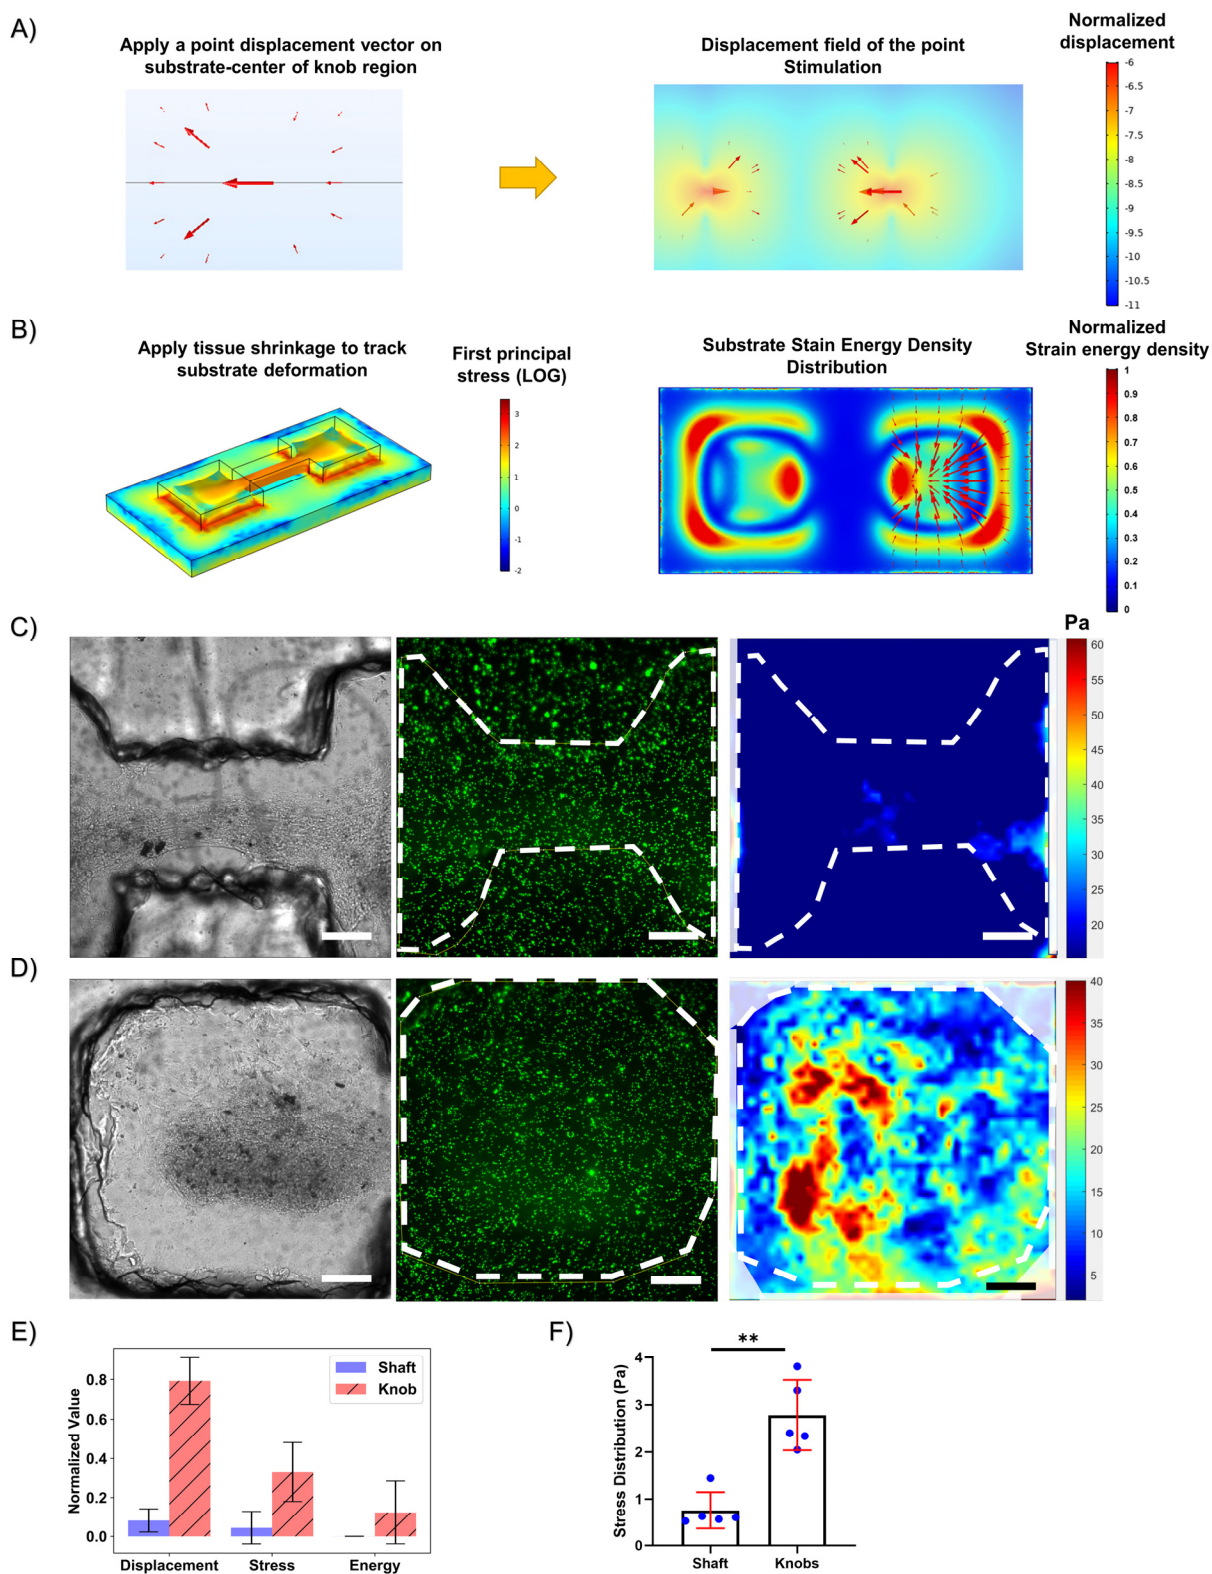 A)
Apply a point displacement vector on
substrate-center of knob region
Displacement field of the point
Stimulation
Normalized
displacement
-6
-6.5
-7
-7.5
-8
-8.5
-9
-9.5
-10
-10.5
-11
B)
Apply tissue shrinkage to track
substrate deformation
First principal
stress (LOG)
3
2
1
0
-1
-2
Substrate Stain Energy Density
Distribution
Normalized
Strain energy density
1
0.9
0.8
0.7
0.6
0.5
0.4
0.3
0.2
0.1
0
C)
Pa
60
55
50
45
40
35
30
25
20
D)
40
35
30
25
20
15
10
5
E)
Normalized Value
0.8
0.6
0.4
0.2
0.0
Shaft
Knob
Displacement
Stress
Energy
F)
**
Stress Distribution (Pa)
4
3
2
1
0
Shaft
Knobs